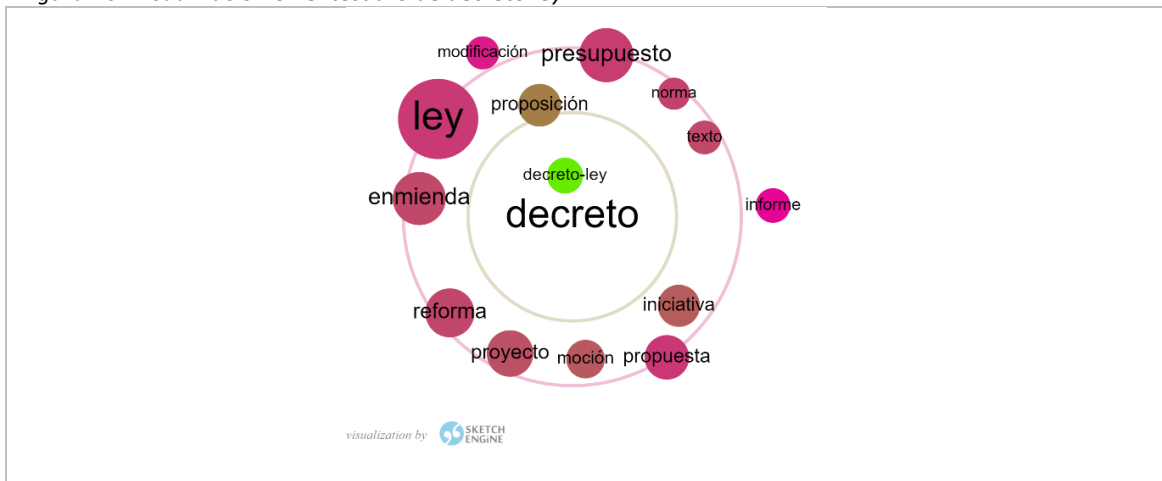 modificación
presupuesto
ley
proposición
norma
texto
decreto-ley
enmienda
decreto
informe
reforma
iniciativa
proyecto
moción
propuesta
visualization by
SKETCH
ENGINE